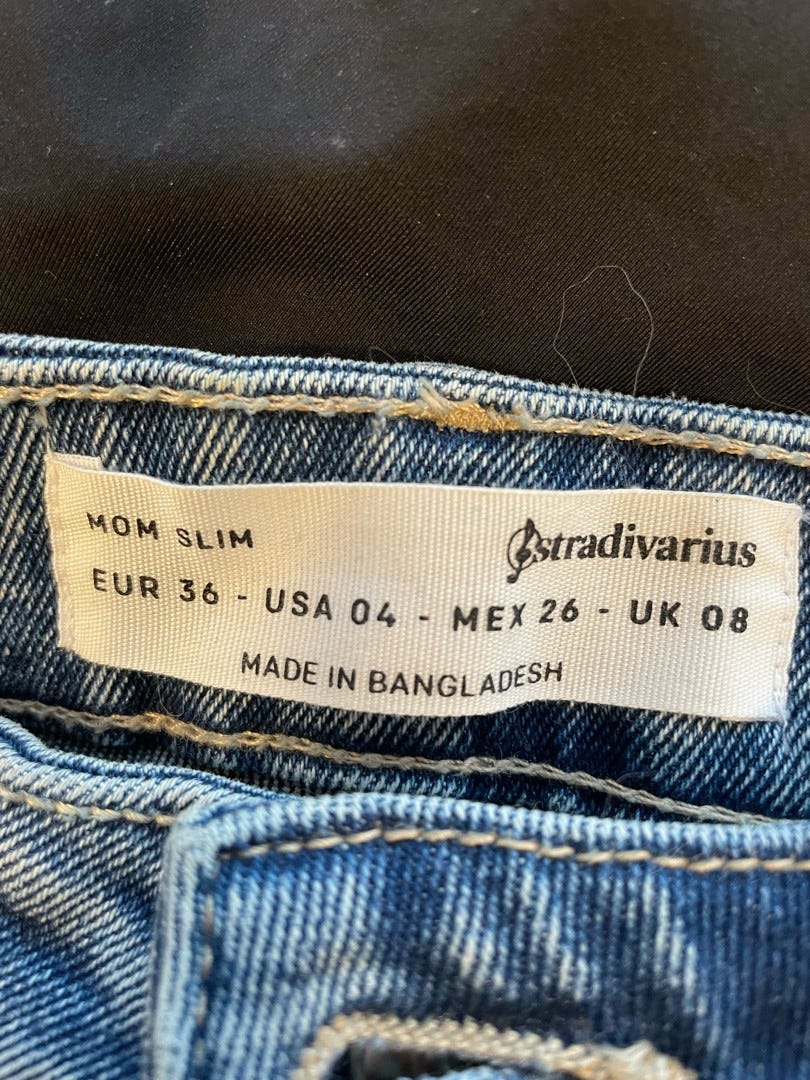 MOM SLIM
stradivarius
EUR 36 - USA 04 - MEX 26 - UK 08
MADE IN BANGLADESH